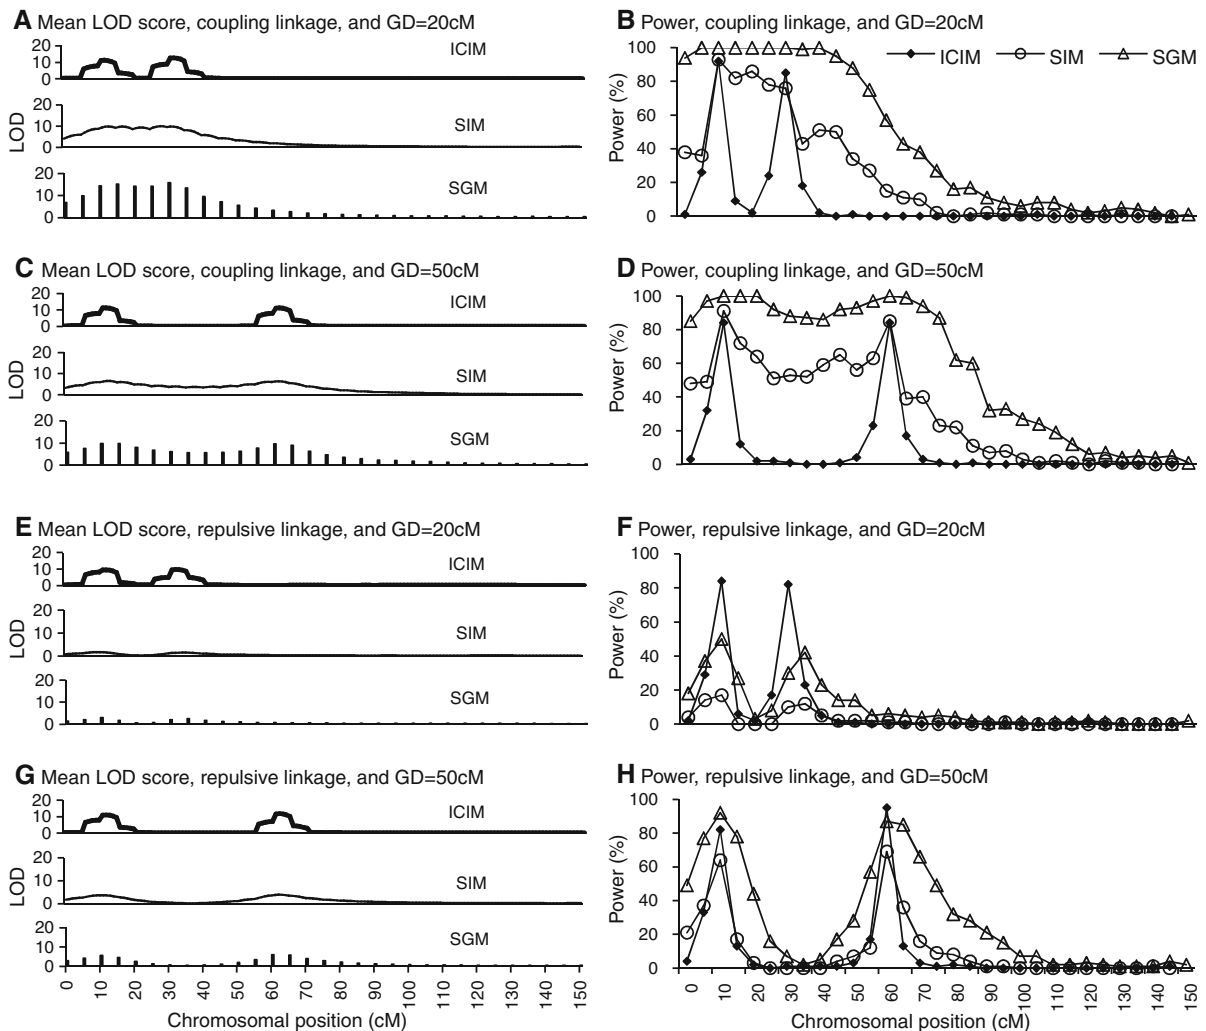 A Mean LOD score, coupling linkage, and GD=20cM
20
10
0
ICIM
LOD
20
10
0
SIM
20
10
0
SGM
B Power, coupling linkage, and GD=20cM
ICIM SIM SGM
Power (%)
100
80
60
40
20
0
C Mean LOD score, coupling linkage, and GD=50cM
20
10
0
ICIM
LOD
20
10
0
SIM
20
10
0
SGM
D Power, coupling linkage, and GD=50cM
Power (%)
100
80
60
40
20
0
E Mean LOD score, repulsive linkage, and GD=20cM
20
10
0
ICIM
LOD
20
10
0
SIM
20
10
0
SGM
F Power, repulsive linkage, and GD=20cM
Power (%)
100
80
60
40
20
0
G Mean LOD score, repulsive linkage, and GD=50cM
20
10
0
ICIM
LOD
20
10
0
SIM
20
10
0
SGM
0 10 20 30 40 50 60 70 80 90 100 110 120 130 140 150
Chromosomal position (cM)
H Power, repulsive linkage, and GD=50cM
Power (%)
100
80
60
40
20
0
0 10 20 30 40 50 60 70 80 90 100 110 120 130 140 150
Chromosomal position (cM)